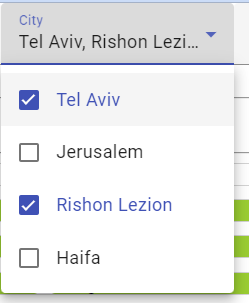 City
Tel Aviv, Rishon Lezi...
Tel Aviv
Jerusalem
Rishon Lezion
Haifa